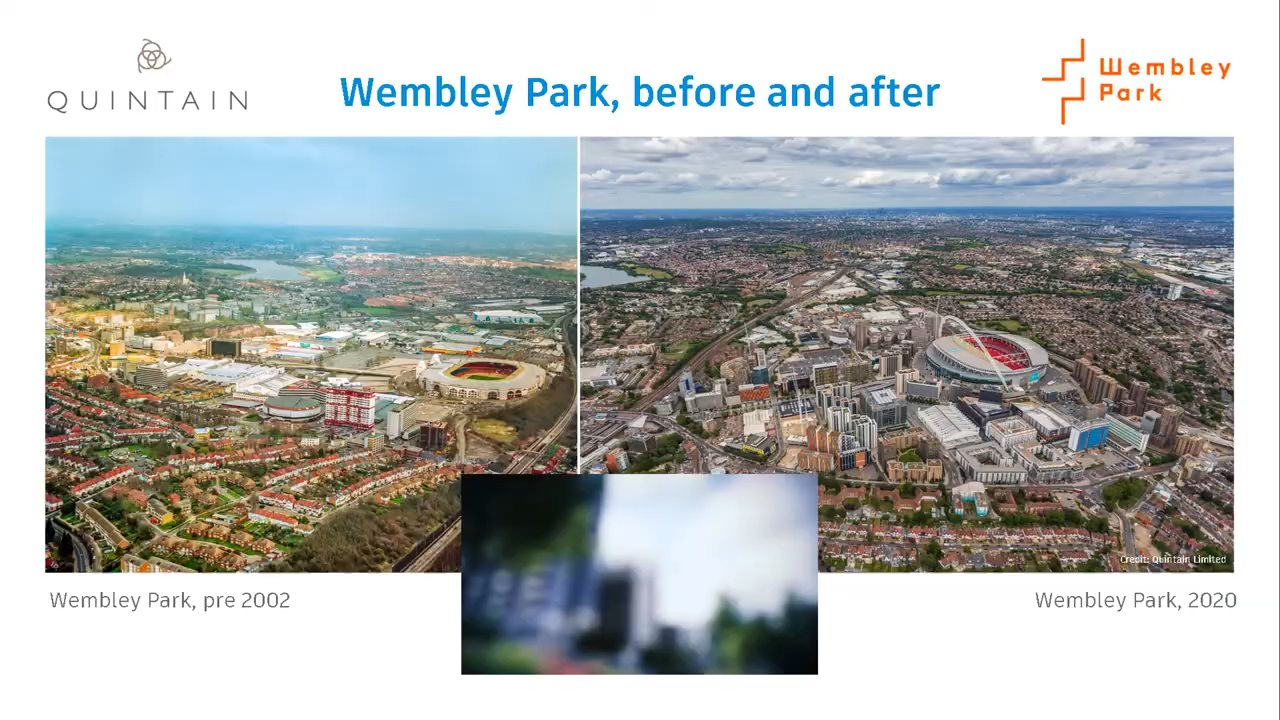 QUINTAIN
Wembley Park, before and after
Wembley
Park
Credit: Quintain Limited
Wembley Park, pre 2002
Wembley Park, 2020